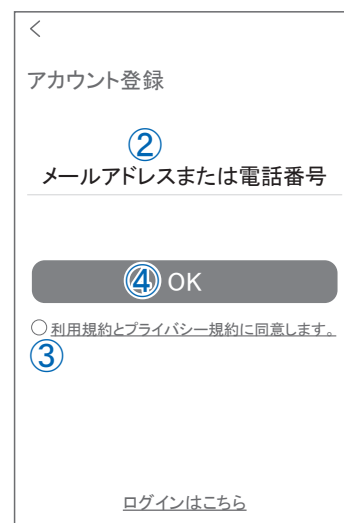 <
アカウント登録
②
メールアドレスまたは電話番号
④ OK
○ 利用規約とプライバシー規約に同意します。
③
ログインはこちら